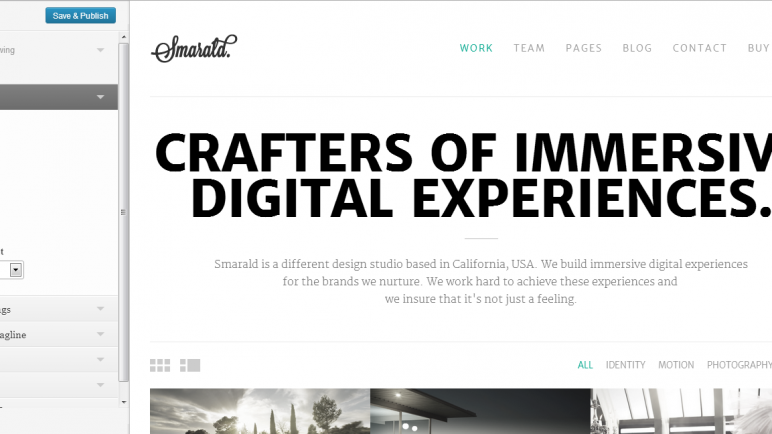 Save & Publish
Smarald.
WORK TEAM PAGES BLOG CONTACT BUY
CRAFTERS OF IMMERSIV
DIGITAL EXPERIENCES.
Smarald is a different design studio based in California, USA. We build immersive digital experiences
for the brands we nurture. We work hard to achieve these experiences and
we insure that it's not just a feeling.
ALL IDENTITY MOTION PHOTOGRAPHY
wing
t
gs
agline